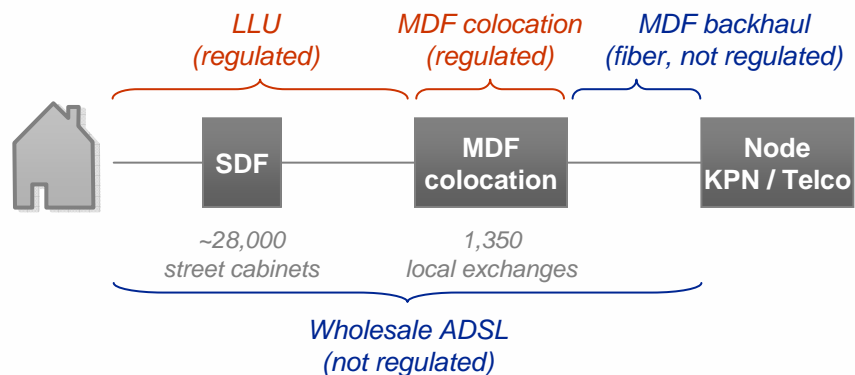 LLU
(regulated)
MDF colocation
(regulated)
MDF backhaul
(fiber, not regulated)
SDF
MDF
colocation
Node
KPN / Telco
~28,000
street cabinets
1,350
local exchanges
Wholesale ADSL
(not regulated)